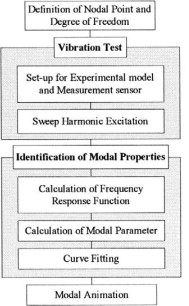 Definition of Nodal Point and
Degree of Freedom
Vibration Test
Set-up for Experimental model
and Measurement sensor
Sweep Harmonic Excitation
Identification of Modal Properties
Calculation of Frequency
Response Function
Calculation of Modal Parameter
Curve Fitting
Modal Animation